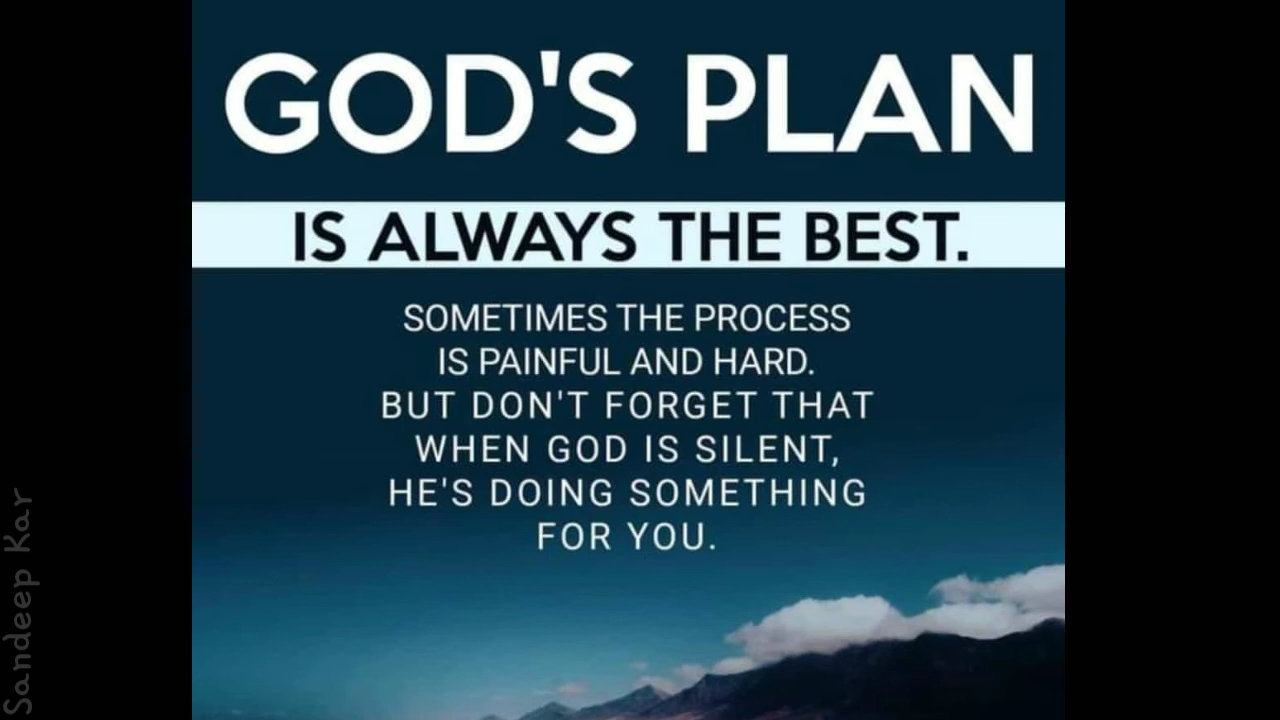 GOD'S PLAN
IS ALWAYS THE BEST.
SOMETIMES THE PROCESS
IS PAINFUL AND HARD.
BUT DON'T FORGET THAT
WHEN GOD IS SILENT,
HE'S DOING SOMETHING
FOR YOU.
Sandeep Kar